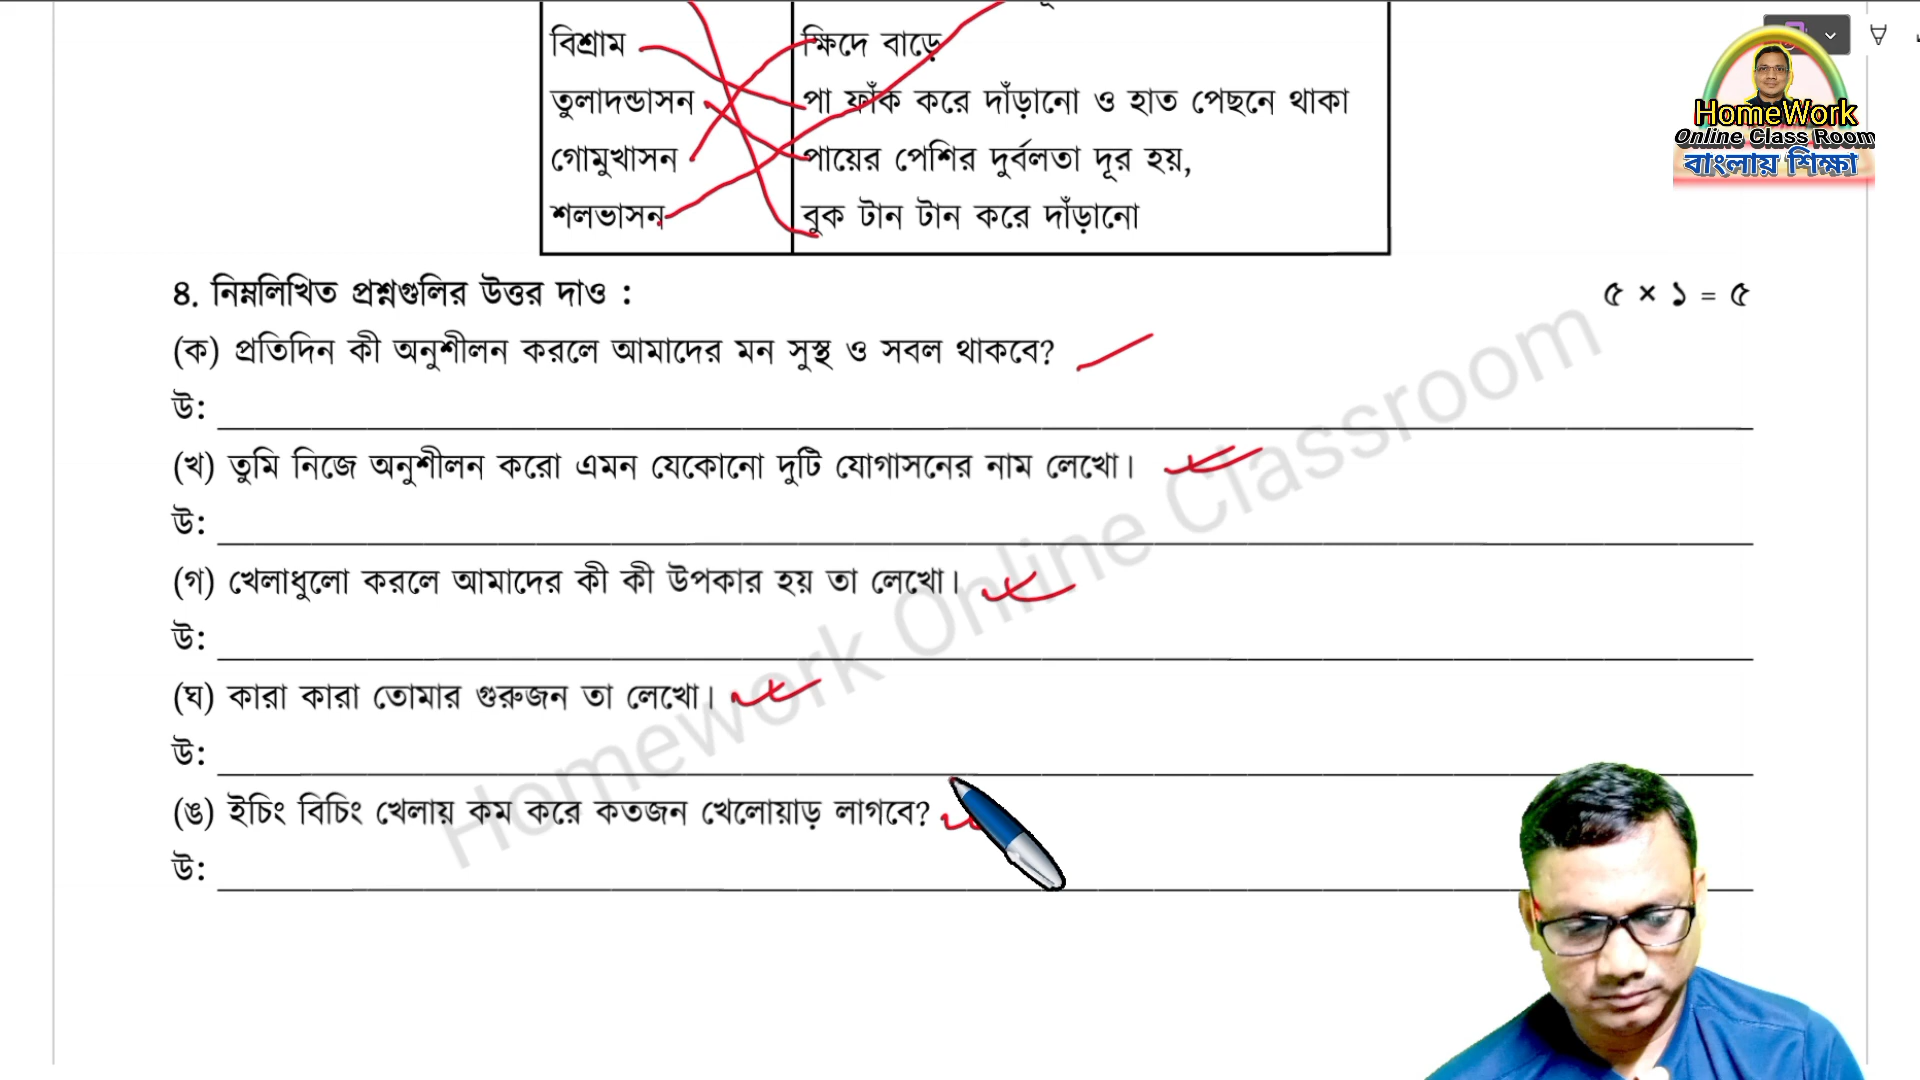 বিশ্রাম ক্ষিদে বাড়ে
তুলাদন্ডাসন পা ফাঁক করে দাঁড়ানো ও হাত পেছনে থাকা
গোমুখাসন পায়ের পেশির দুর্বলতা দূর হয়,
শলভাসন বুক টান টান করে দাঁড়ানো
HomeWork
Online Class Room
বাংলায় শিক্ষা
৪. নিম্নলিখিত প্রশ্নগুলির উত্তর দাও : ৫ × ১ = ৫
(ক) প্রতিদিন কী অনুশীলন করলে আমাদের মন সুস্থ ও সবল থাকবে?
উ:
(খ) তুমি নিজে অনুশীলন করো এমন যেকোনো দুটি যোগাসনের নাম লেখো।
উ:
(গ) খেলাধুলো করলে আমাদের কী কী উপকার হয় তা লেখো।
উ:
(ঘ) কারা কারা তোমার গুরুজন তা লেখো।
উ:
(ঙ) ইচিং বিচিং খেলায় কম করে কতজন খেলোয়াড় লাগবে?
উ:
Homework Online Classroom